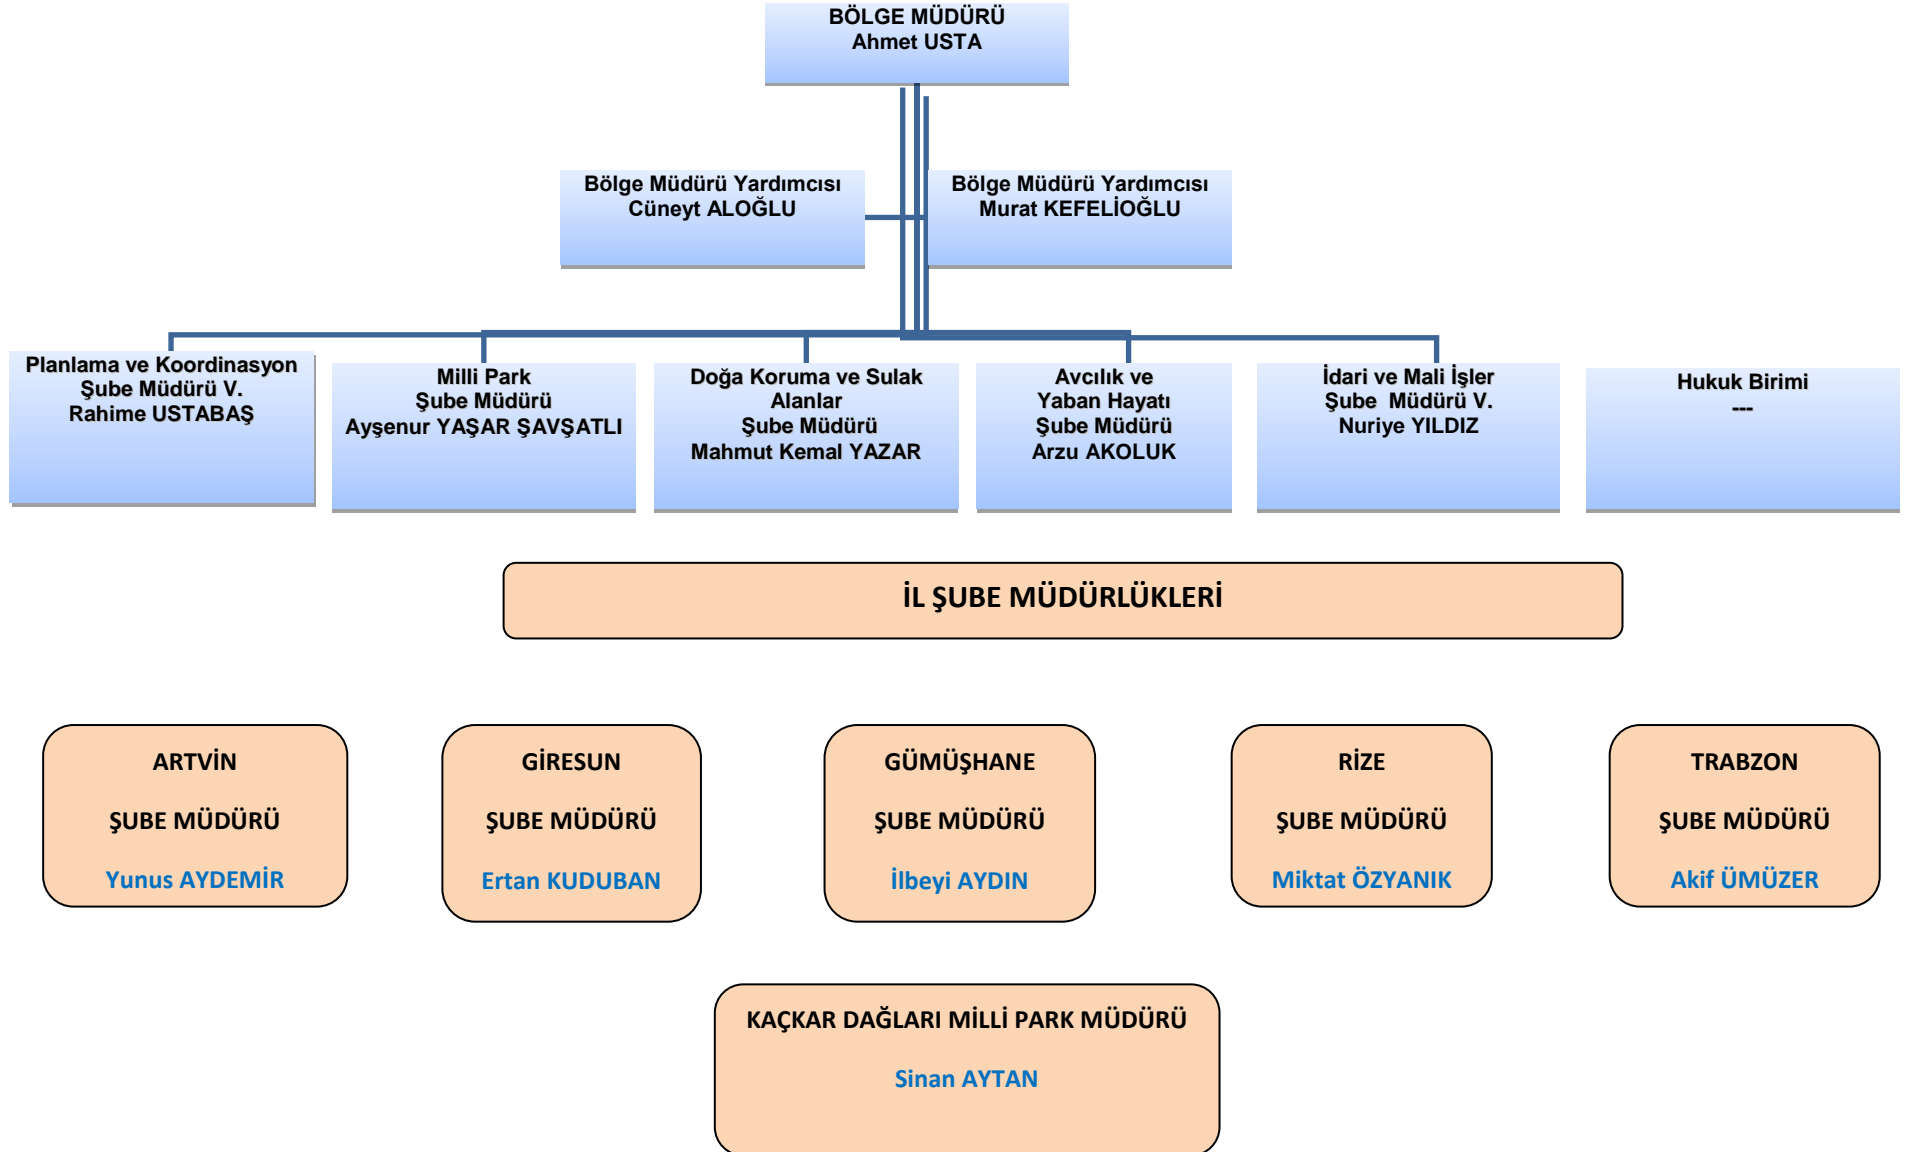 BÖLGE MÜDÜRÜ
Ahmet USTA
Bölge Müdürü Yardımcısı
Cüneyt ALOĞLU
Bölge Müdürü Yardımcısı
Murat KEFELİOĞLU
Planlama ve Koordinasyon
Şube Müdürü V.
Rahime USTABAŞ
Milli Park
Şube Müdürü
Ayşenur YAŞAR ŞAVŞATLI
Doğa Koruma ve Sulak
Alanlar
Şube Müdürü
Mahmut Kemal YAZAR
Avcılık ve
Yaban Hayatı
Şube Müdürü
Arzu AKOLUK
İdari ve Mali İşler
Şube Müdürü V.
Nuriye YILDIZ
Hukuk Birimi
---
İL ŞUBE MÜDÜRLÜKLERİ
ARTVİN
ŞUBE MÜDÜRÜ
Yunus AYDEMİR
GİRESUN
ŞUBE MÜDÜRÜ
Ertan KUDUBAN
GÜMÜŞHANE
ŞUBE MÜDÜRÜ
İlbeyi AYDIN
RİZE
ŞUBE MÜDÜRÜ
Miktat ÖZYANIK
TRABZON
ŞUBE MÜDÜRÜ
Akif ÜMÜZER
KAÇKAR DAĞLARI MİLLİ PARK MÜDÜRÜ
Sinan AYTAN